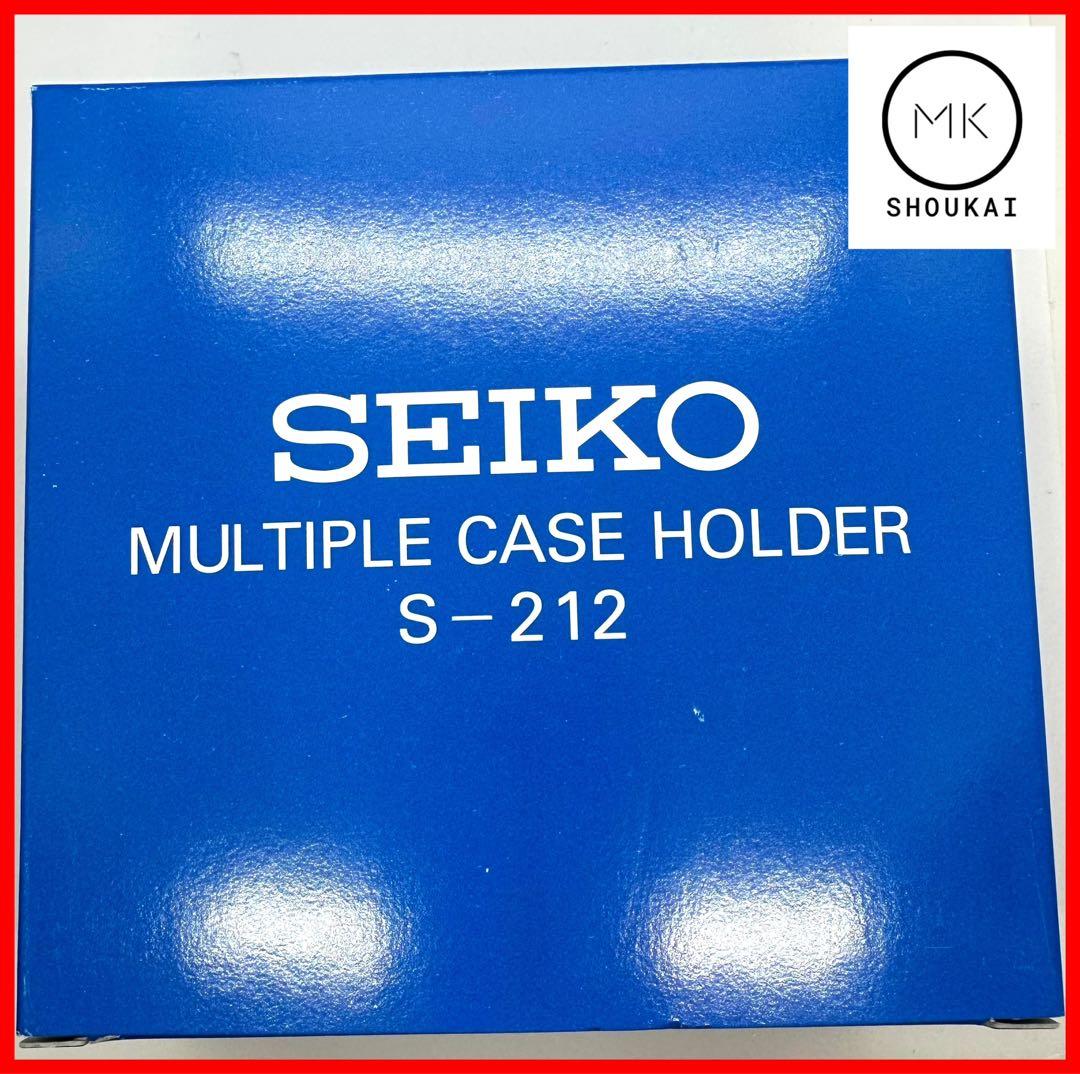 MK
SHOUKAI
SEIKO
MULTIPLE CASE HOLDER
S-212